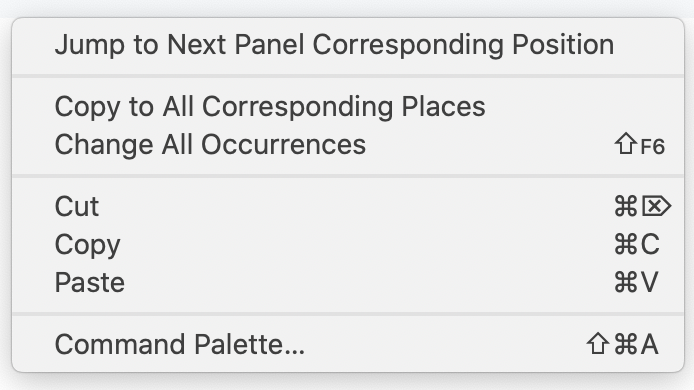 Jump to Next Panel Corresponding Position
Copy to All Corresponding Places
Change All Occurrences ⇧F6
Cut ⌘⌦
Copy ⌘C
Paste ⌘V
Command Palette... ⇧⌘A